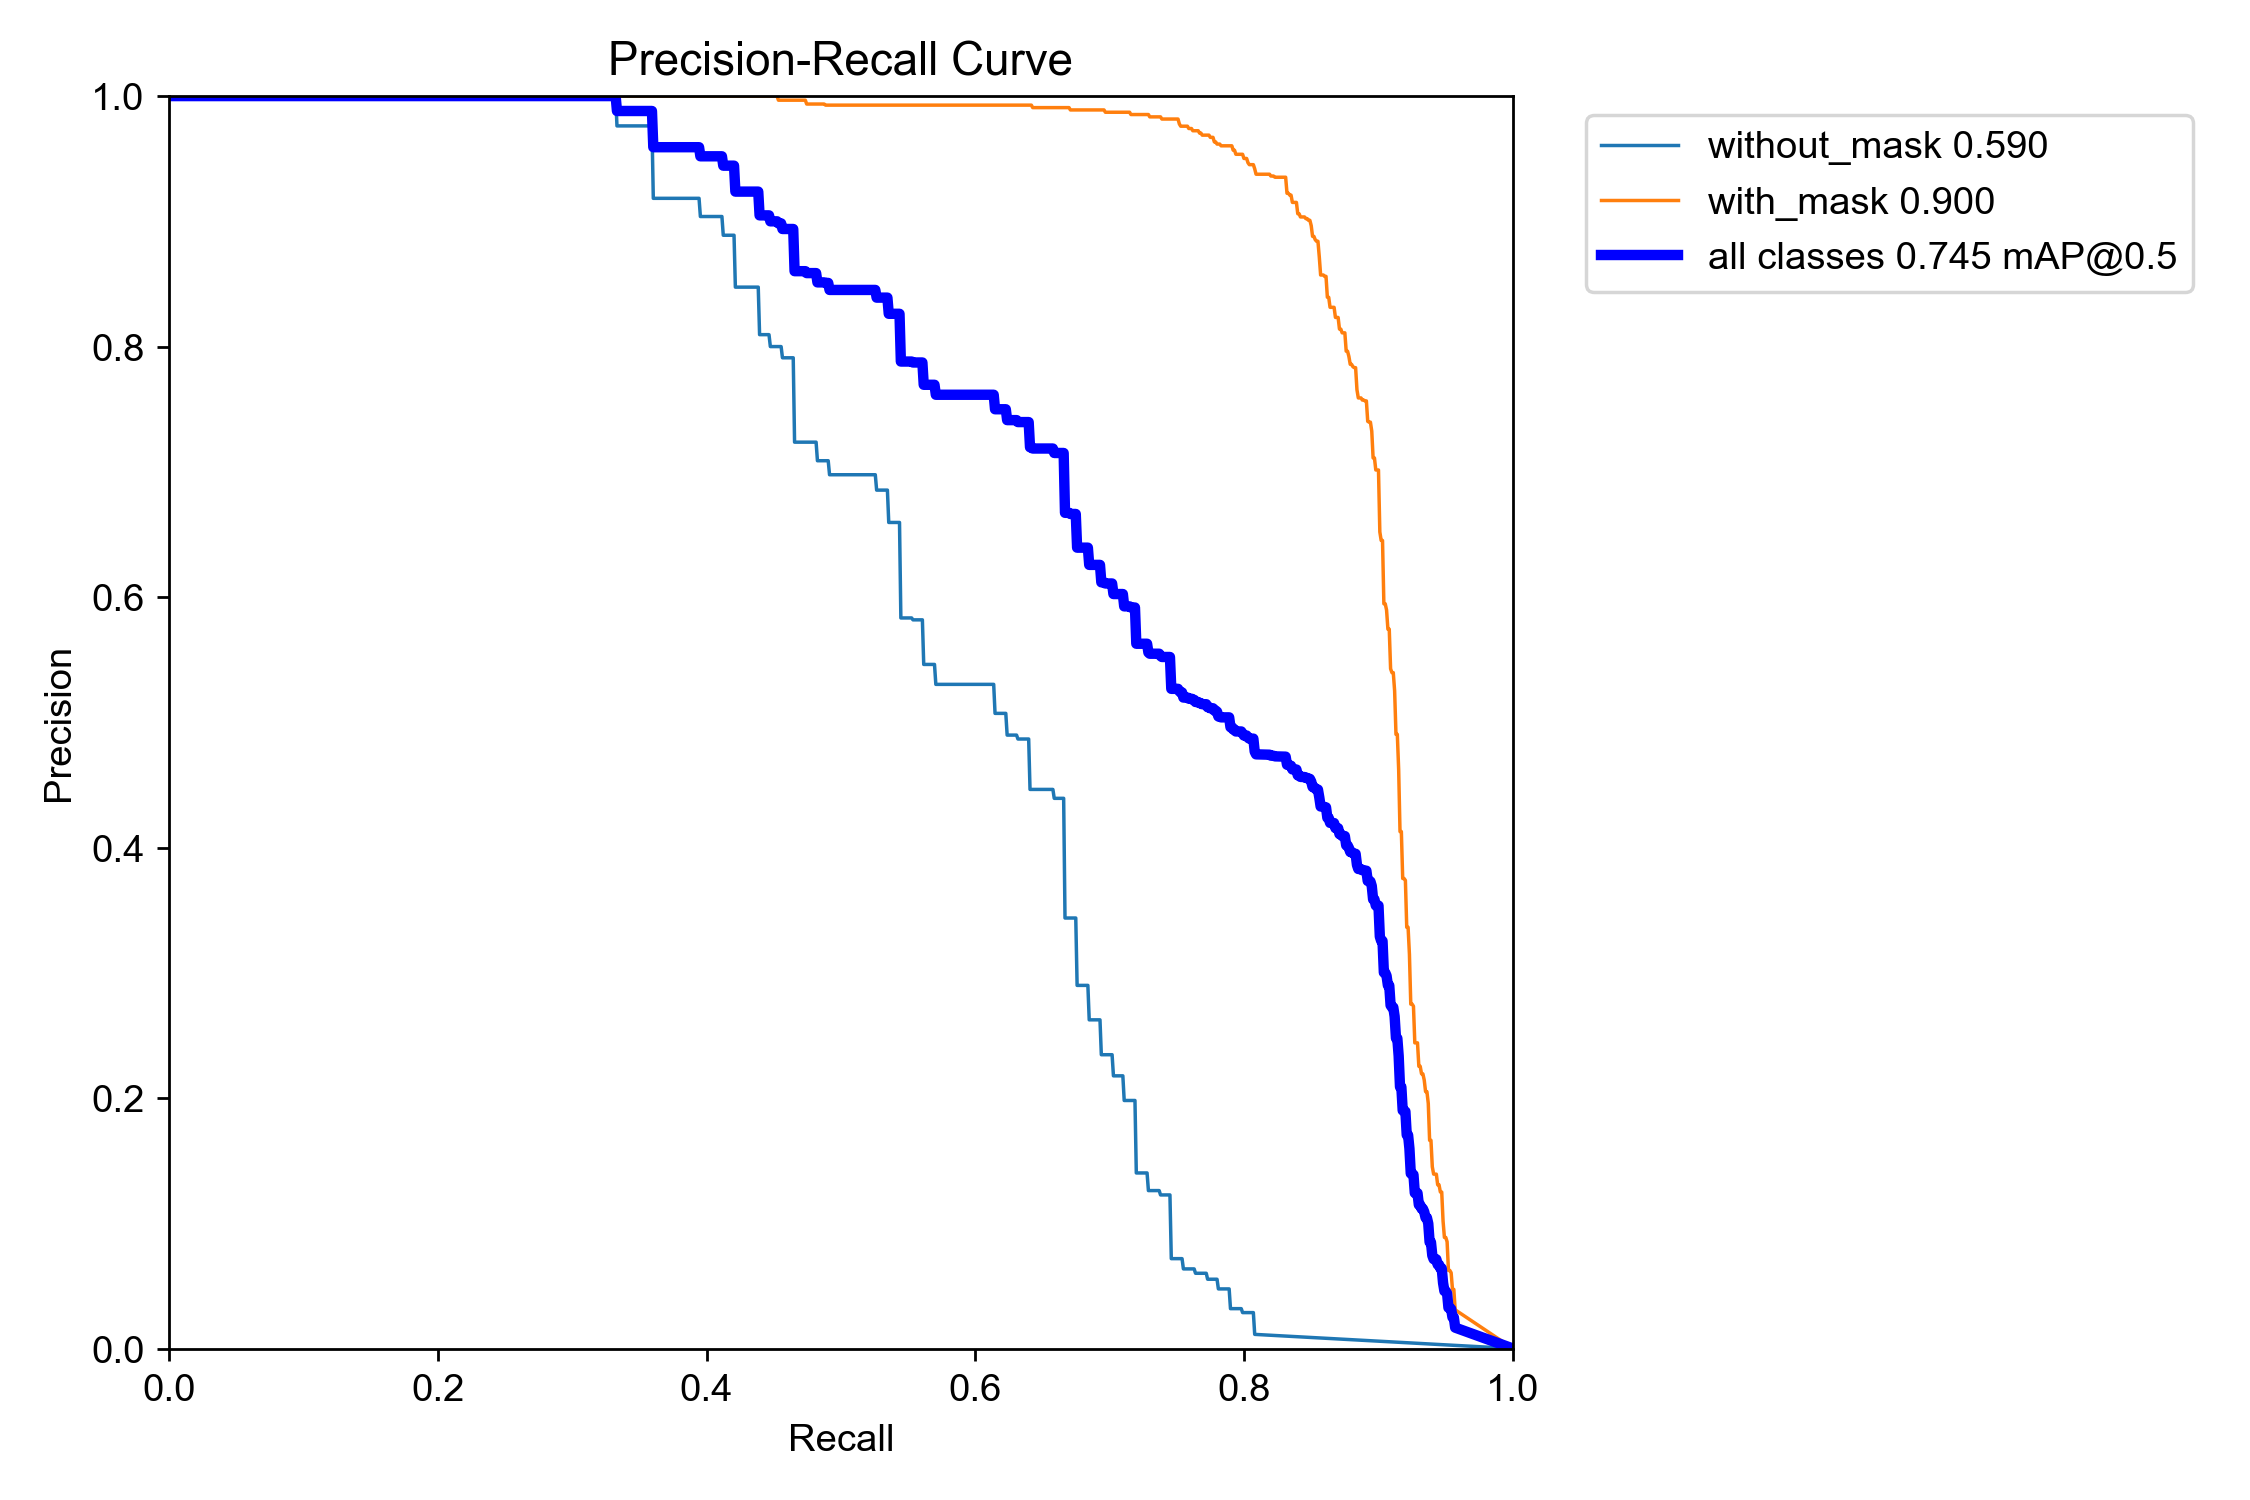 Precision-Recall Curve
without_mask 0.590
with_mask 0.900
all classes 0.745 mAP@0.5
1.0
0.8
0.6
0.4
0.2
0.0
Precision
0.0 0.2 0.4 0.6 0.8 1.0
Recall